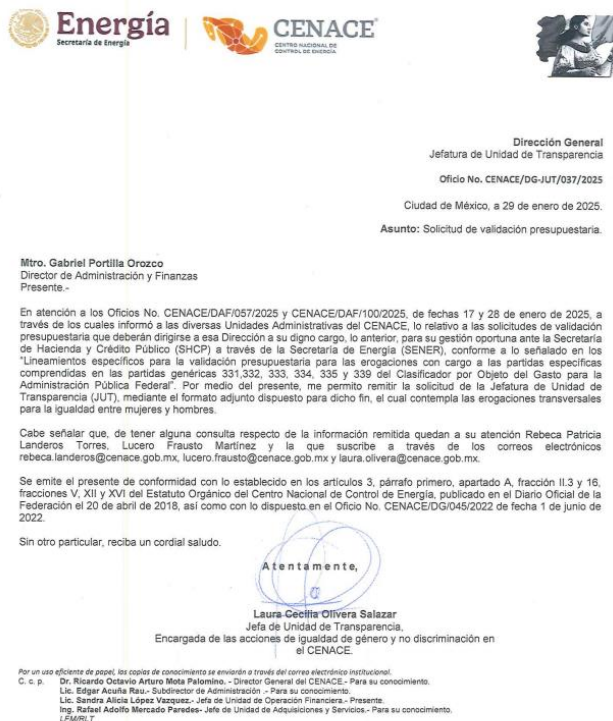 Energía
Secretaría de Energía
CENACE
CENTRO NACIONAL DE
CONTROL DE ENERGÍA
Dirección General
Jefatura de Unidad de Transparencia
Oficio No. CENACE/DG-JUT/037/2025
Ciudad de México, a 29 de enero de 2025.
Asunto: Solicitud de validación presupuestaria.
Mtro. Gabriel Portilla Orozco
Director de Administración y Finanzas
Presente.-
En atención a los Oficios No. CENACE/DAF/057/2025 y CENACE/DAF/100/2025, de fechas 17 y 28 de enero de 2025, a
través de los cuales informó a las diversas Unidades Administrativas del CENACE, lo relativo a las solicitudes de validación
presupuestaria que deberán dirigirse a esa Dirección a su digno cargo, lo anterior, para su gestión oportuna ante la Secretaría
de Hacienda y Crédito Público (SHCP) a través de la Secretaría de Energía (SENER), conforme a lo señalado en los
"Lineamientos específicos para la validación presupuestaria para las erogaciones con cargo a las partidas específicas
comprendidas en las partidas genéricas 331,332, 333, 334, 335 y 339 del Clasificador por Objeto del Gasto para la
Administración Pública Federal". Por medio del presente, me permito remitir la solicitud de la Jefatura de Unidad de
Transparencia (JUT), mediante el formato adjunto dispuesto para dicho fin, el cual contempla las erogaciones transversales
para la igualdad entre mujeres y hombres.
Cabe señalar que, de tener alguna consulta respecto de la información remitida quedan a su atención Rebeca Patricia
Landeros Torres, Lucero Frausto Martínez y la que suscribe a través de los correos electrónicos
rebeca.landeros@cenace.gob.mx, lucero.frausto@cenace.gob.mx y laura.olivera@cenace.gob.mx.
Se emite el presente de conformidad con lo establecido en los artículos 3, párrafo primero, apartado A, fracción II.3 y 16,
fracciones V, XII y XVI del Estatuto Orgánico del Centro Nacional de Control de Energía, publicado en el Diario Oficial de la
Federación el 20 de abril de 2018, así como con lo dispuesto en el Oficio No. CENACE/DG/045/2022 de fecha 1 de junio de
2022.
Sin otro particular, reciba un cordial saludo.
Atentamente,
Laura Cecilia Olivera Salazar
Jefa de Unidad de Transparencia,
Encargada de las acciones de igualdad de género y no discriminación en
el CENACE.
Por un uso eficiente de papel, las copias de conocimiento se enviarán a través del correo electrónico institucional.
C. c. p. Dr. Ricardo Octavio Arturo Mota Palomino. - Director General del CENACE.- Para su conocimiento.
Lic. Edgar Acuña Rau.- Subdirector de Administración .- Para su conocimiento.
Lic. Sandra Alicia López Vazquez.- Jefa de Unidad de Operación Financiera.- Presente.
Ing. Rafael Adolfo Mercado Paredes- Jefe de Unidad de Adquisiciones y Servicios.- Para su conocimiento.
LFM/RLT